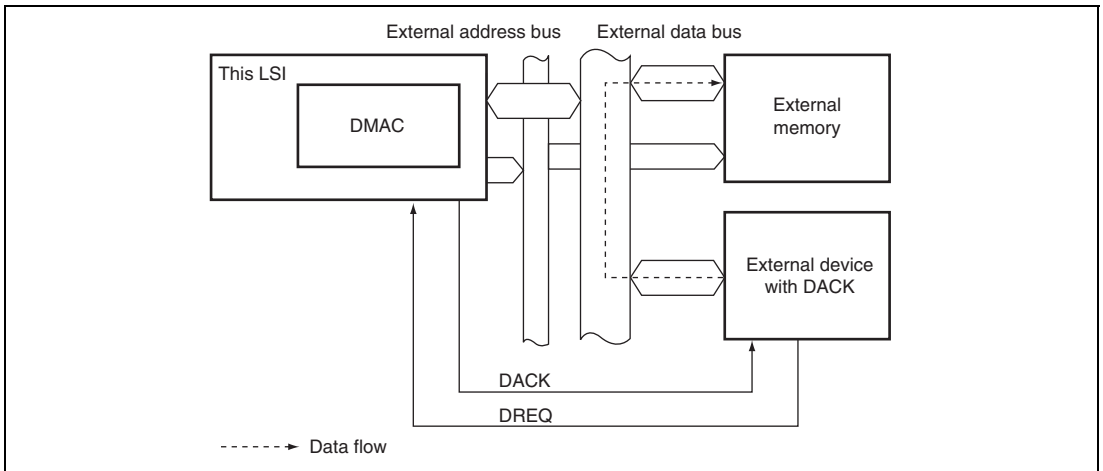 External address bus
External data bus
This LSI
DMAC
External
memory
External device
with DACK
DACK
DREQ
Data flow